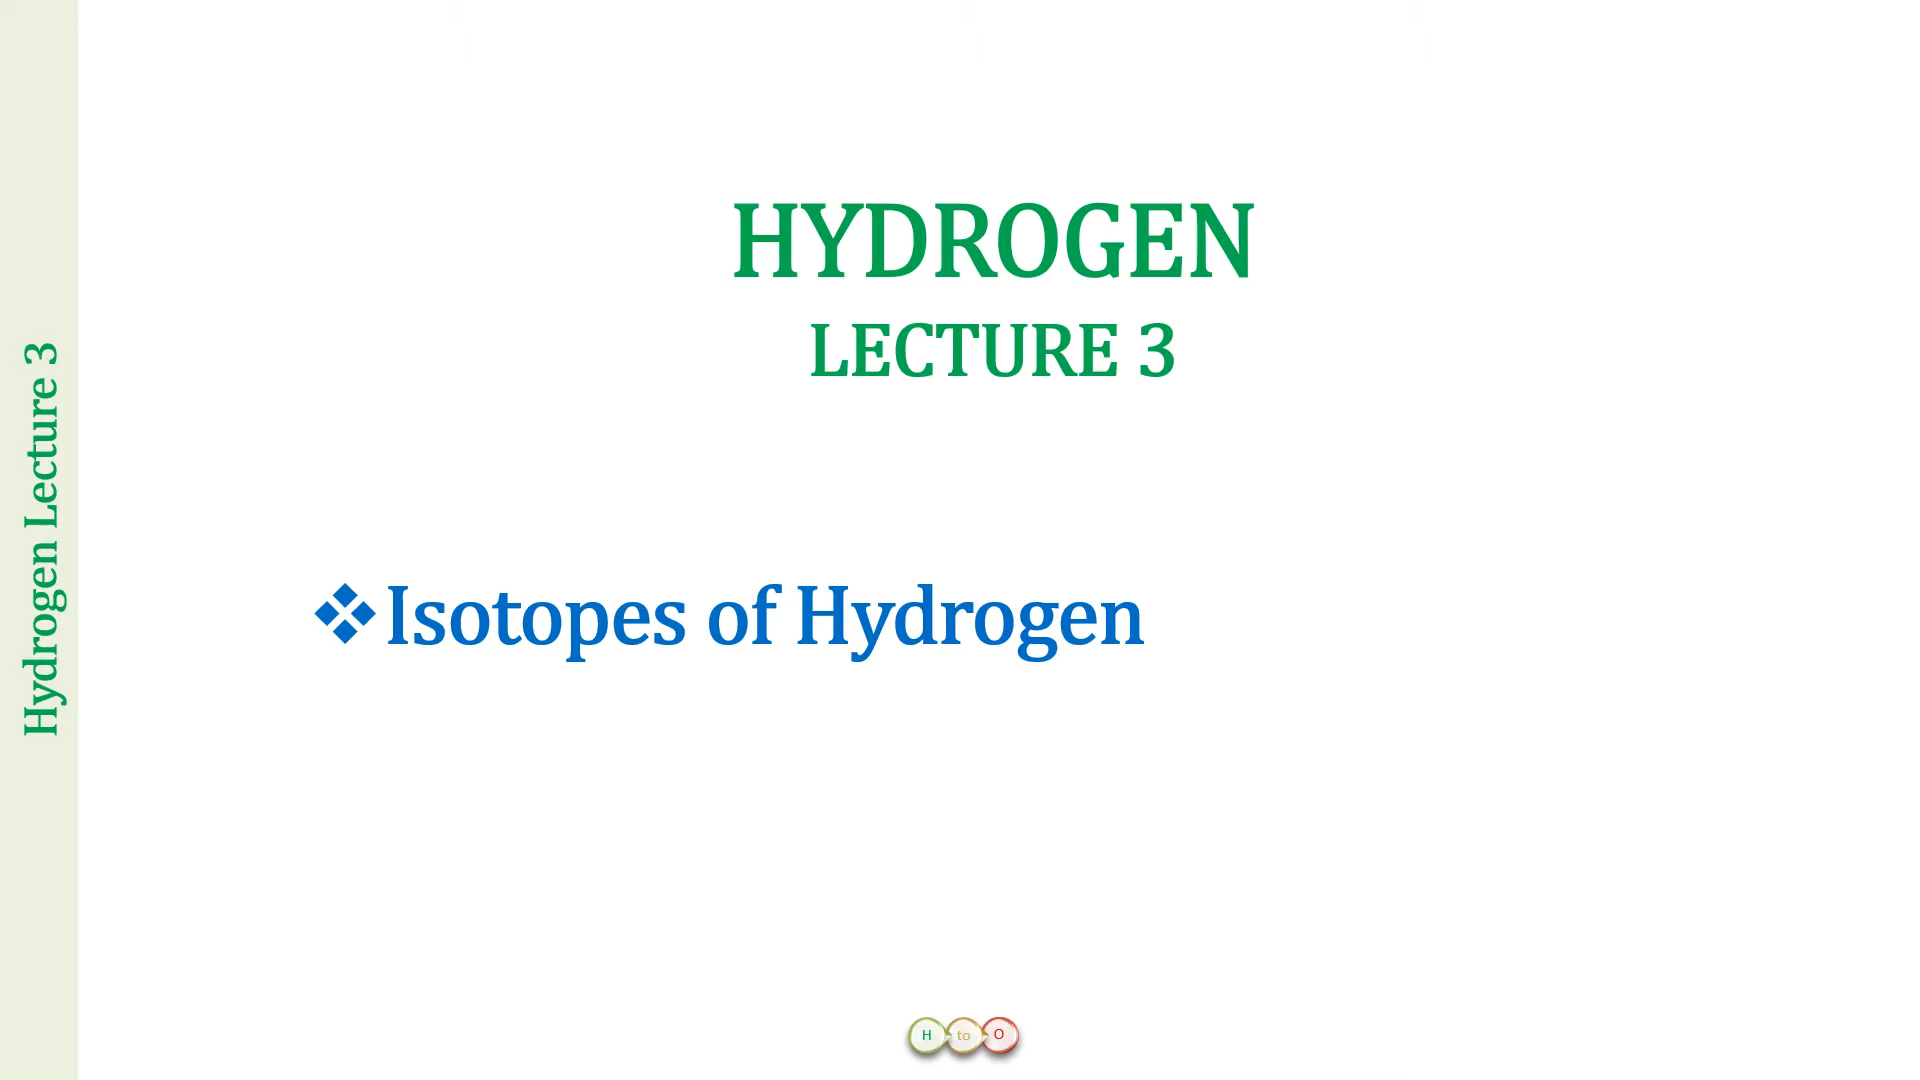 HYDROGEN
LECTURE 3
Hydrogen Lecture 3
❖Isotopes of Hydrogen
H to O